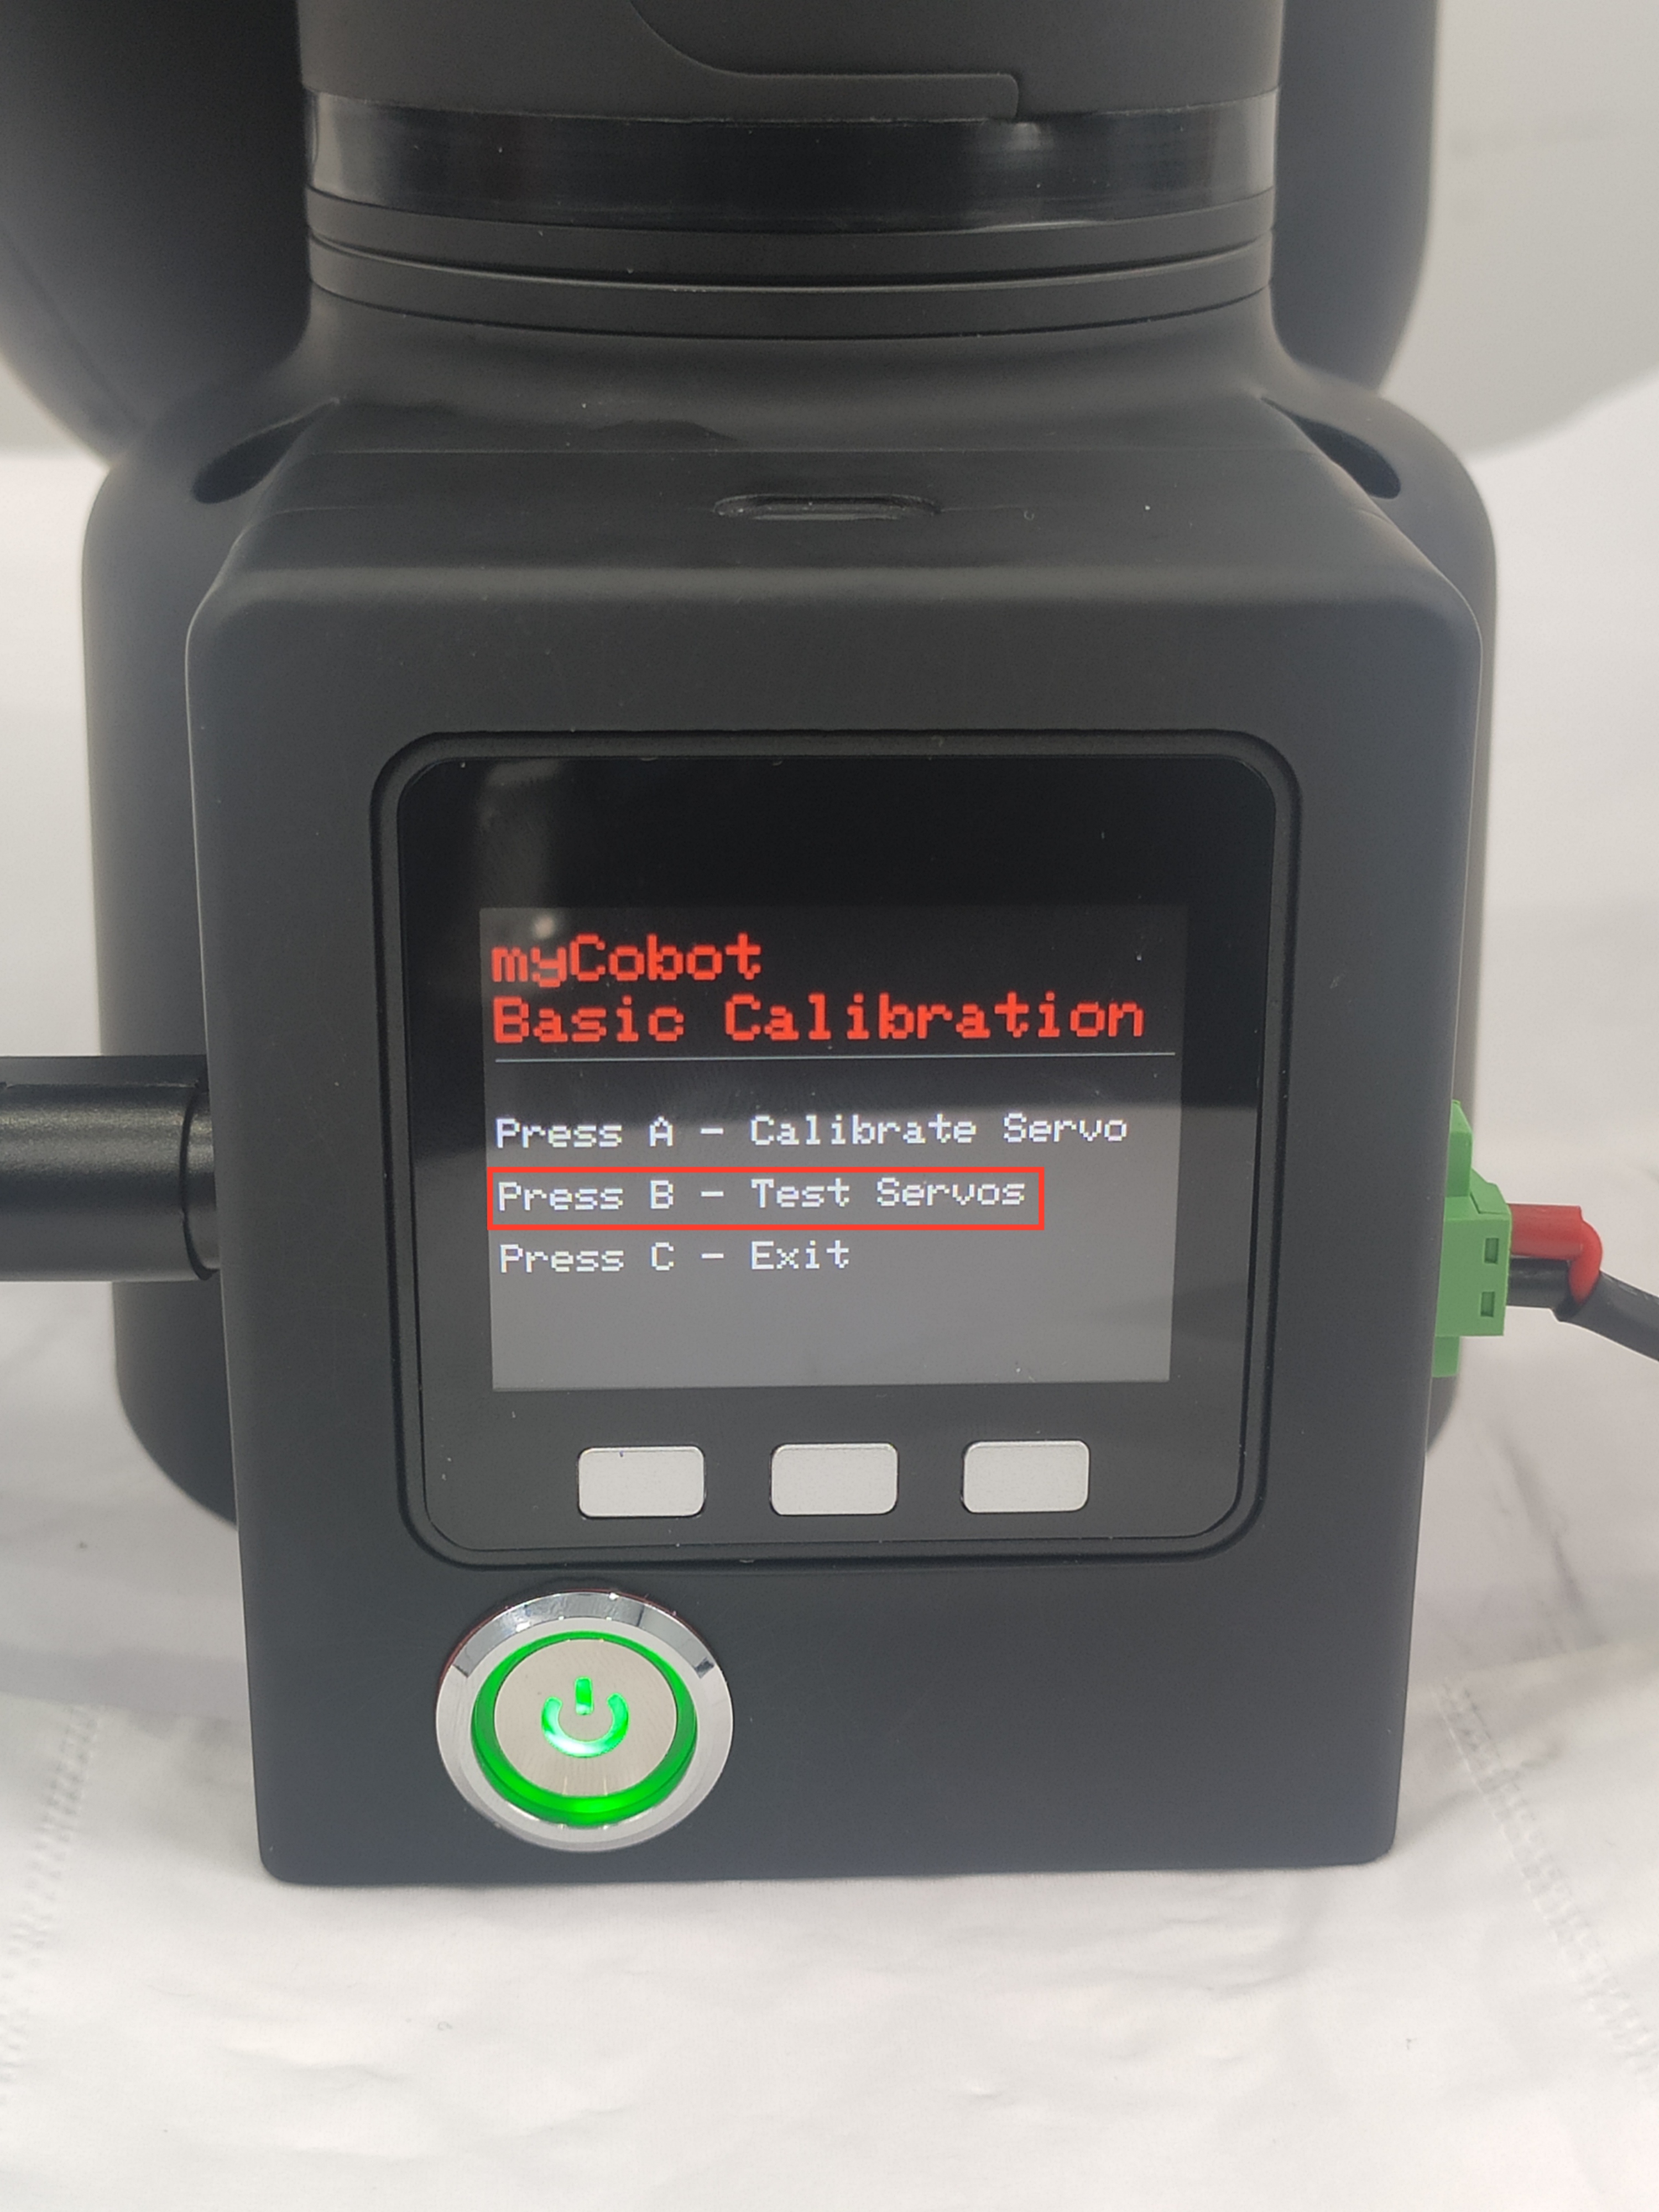 myCobot
Basic Calibration
Press A - Calibrate Servo
Press B - Test Servos
Press C - Exit